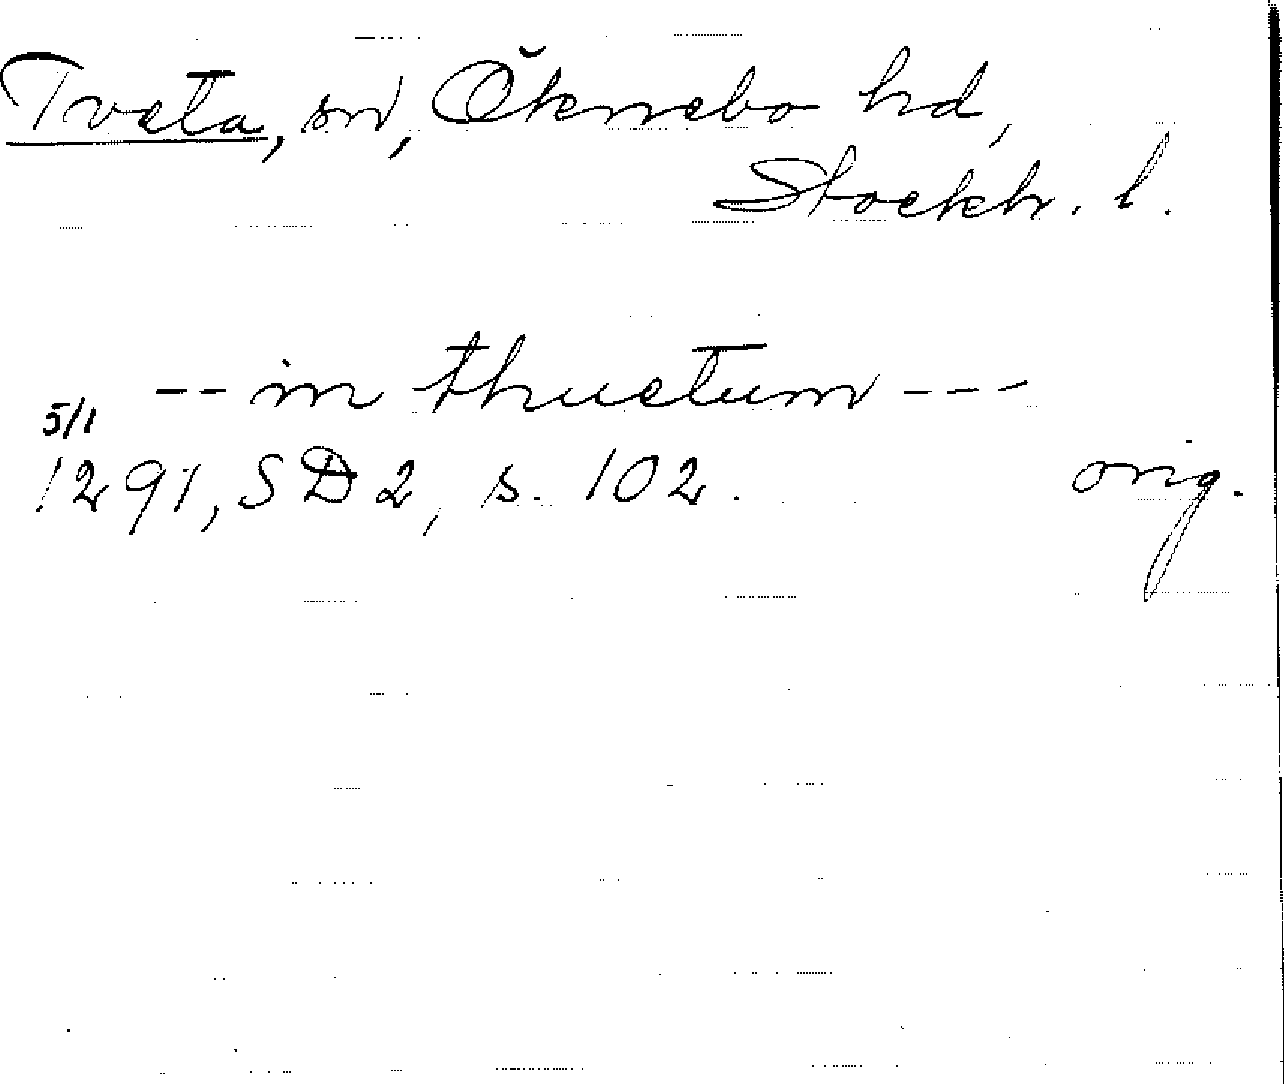 Tveta, sn, Öknebo hd,
Stockh. l.
-- in thuetum ---
5/1
1291, SD 2, s. 102. orig.